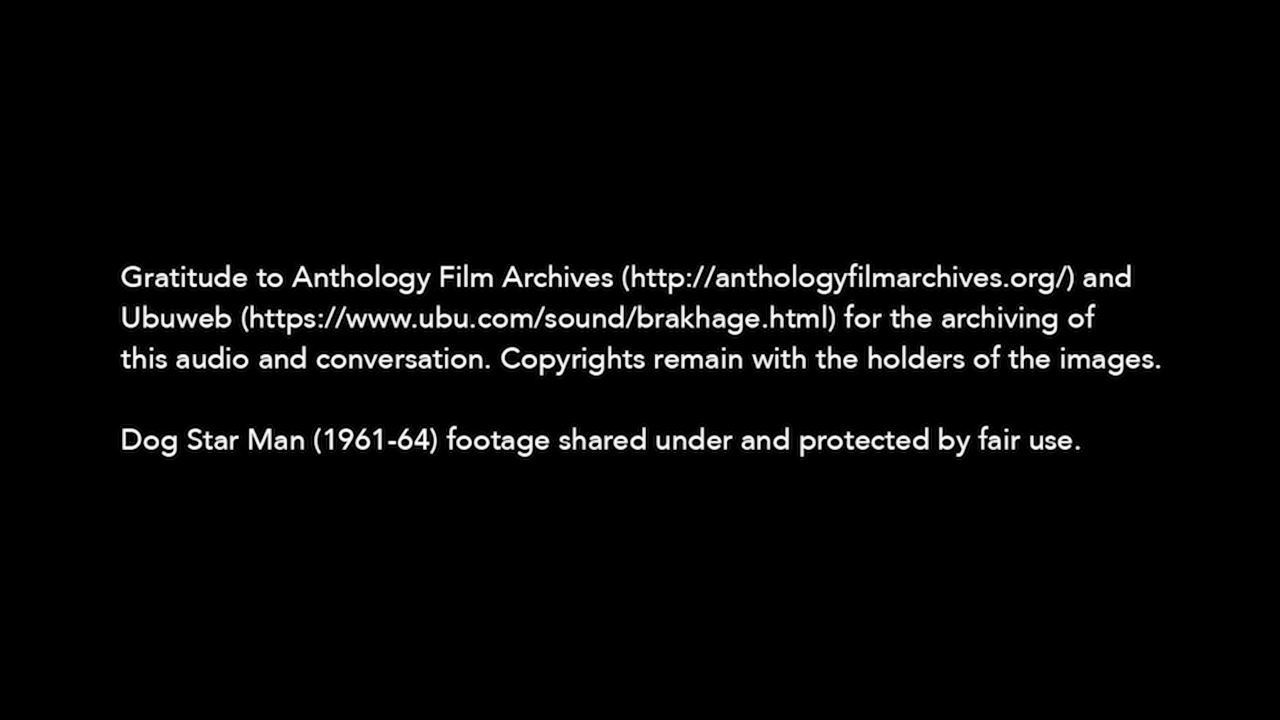 Gratitude to Anthology Film Archives (http://anthologyfilmarchives.org/) and
Ubuweb (https://www.ubu.com/sound/brakhage.html) for the archiving of
this audio and conversation. Copyrights remain with the holders of the images.
Dog Star Man (1961-64) footage shared under and protected by fair use.